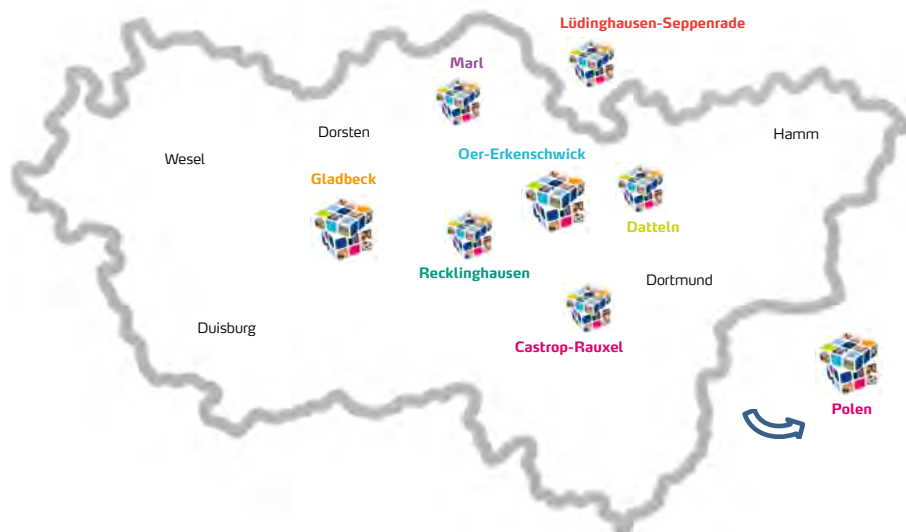 Lüdinghausen-Seppenrade
Marl
Dorsten
Hamm
Wesel
Oer-Erkenschwick
Gladbeck
Datteln
Recklinghausen
Dortmund
Duisburg
Castrop-Rauxel
Polen